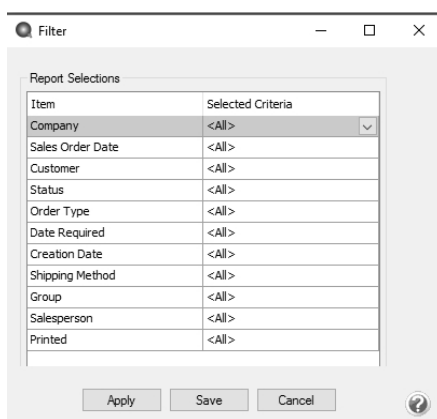 Filter
Report Selections
Item Selected Criteria
Company <All>
Sales Order Date <All>
Customer <All>
Status <All>
Order Type <All>
Date Required <All>
Creation Date <All>
Shipping Method <All>
Group <All>
Salesperson <All>
Printed <All>
Apply Save Cancel ?